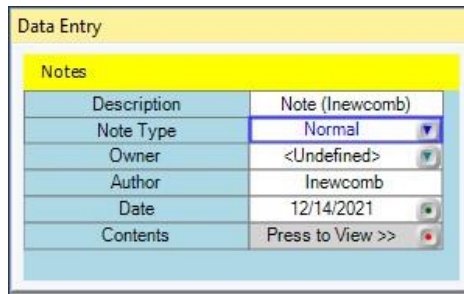 Data Entry
Notes
Description Note (lnewcomb)
Note Type Normal
Owner <Undefined>
Author lnewcomb
Date 12/14/2021
Contents Press to View >>